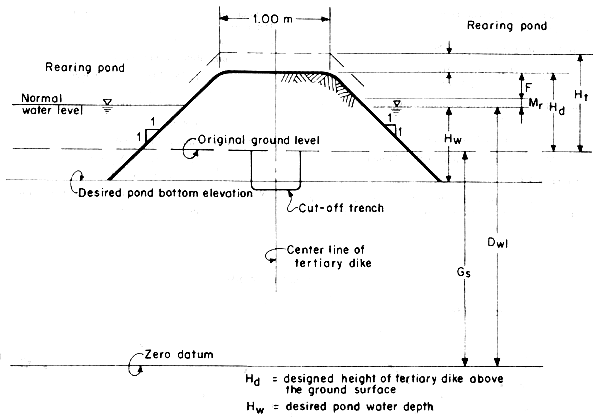 1.00 m
Rearing pond
Rearing pond
Normal
water level
F
Mr
Hd
Ht
1
1
1
1
Hw
Original ground level
Desired pond bottom elevation
Cut-off trench
Center line of
tertiary dike
Gs
Dwl
Zero datum
Hd = designed height of tertiary dike above
the ground surface
Hw = desired pond water depth